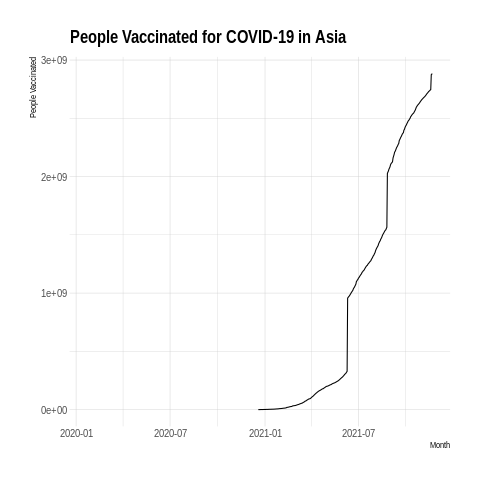 People Vaccinated for COVID-19 in Asia
People Vaccinated
3e+09
2e+09
1e+09
0e+00
2020-01 2020-07 2021-01 2021-07
Month